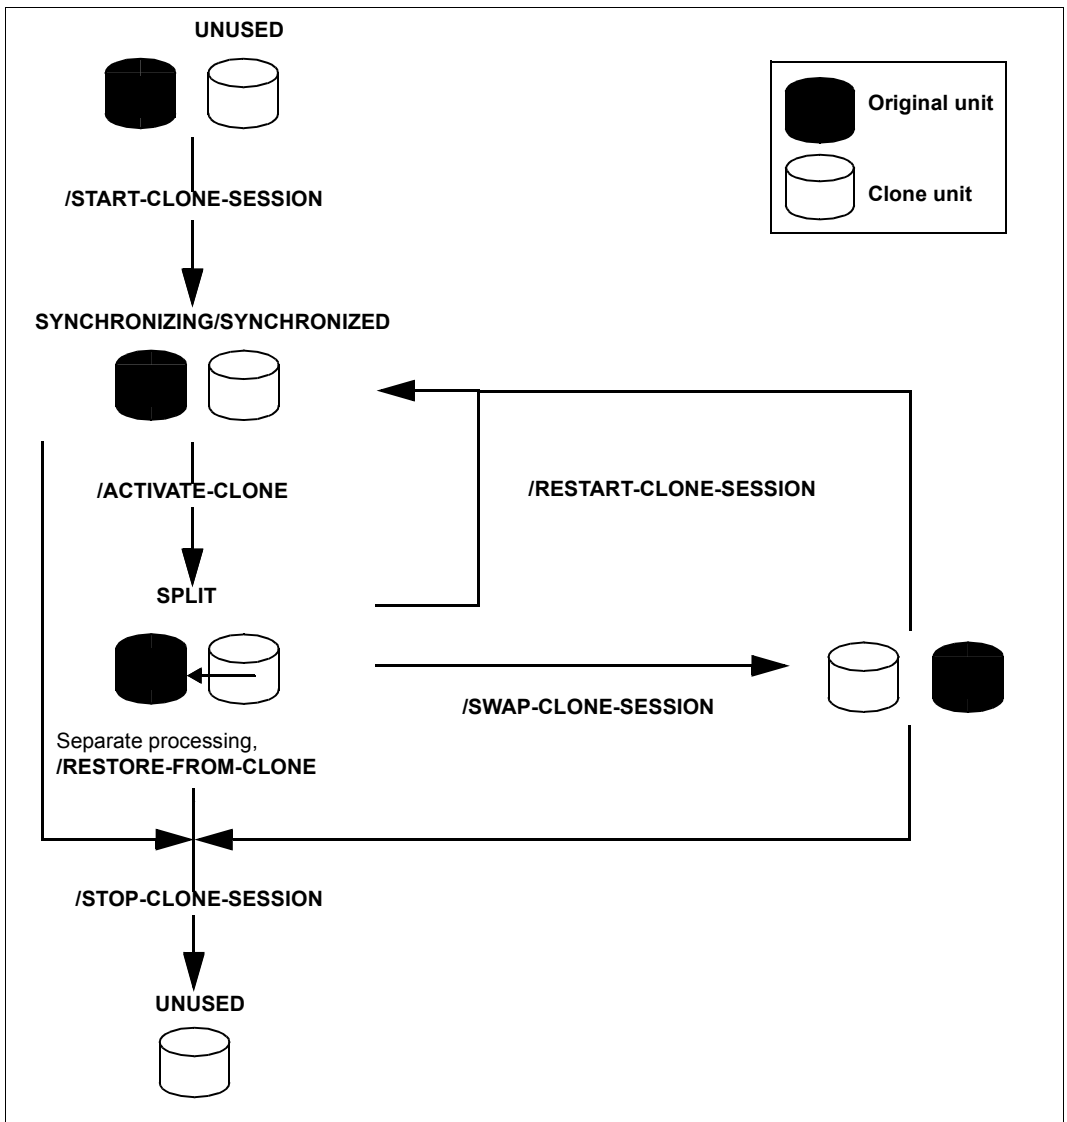 UNUSED
Original unit
Clone unit
/START-CLONE-SESSION
SYNCHRONIZING/SYNCHRONIZED
/ACTIVATE-CLONE
/RESTART-CLONE-SESSION
SPLIT
/SWAP-CLONE-SESSION
Separate processing,
/RESTORE-FROM-CLONE
/STOP-CLONE-SESSION
UNUSED